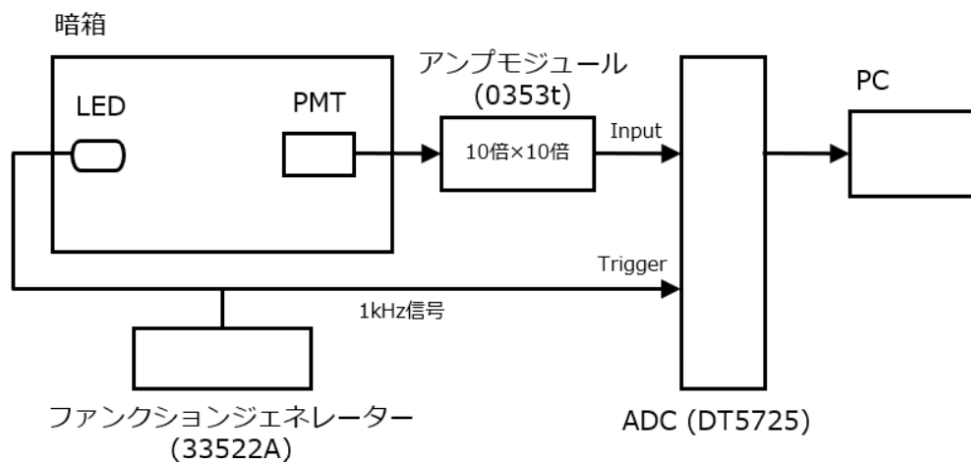 暗箱
LED
PMT
アンプモジュール
(0353t)
10倍×10倍
Input
PC
Trigger
1kHz信号
ファンクションジェネレーター
(33522A)
ADC (DT5725)